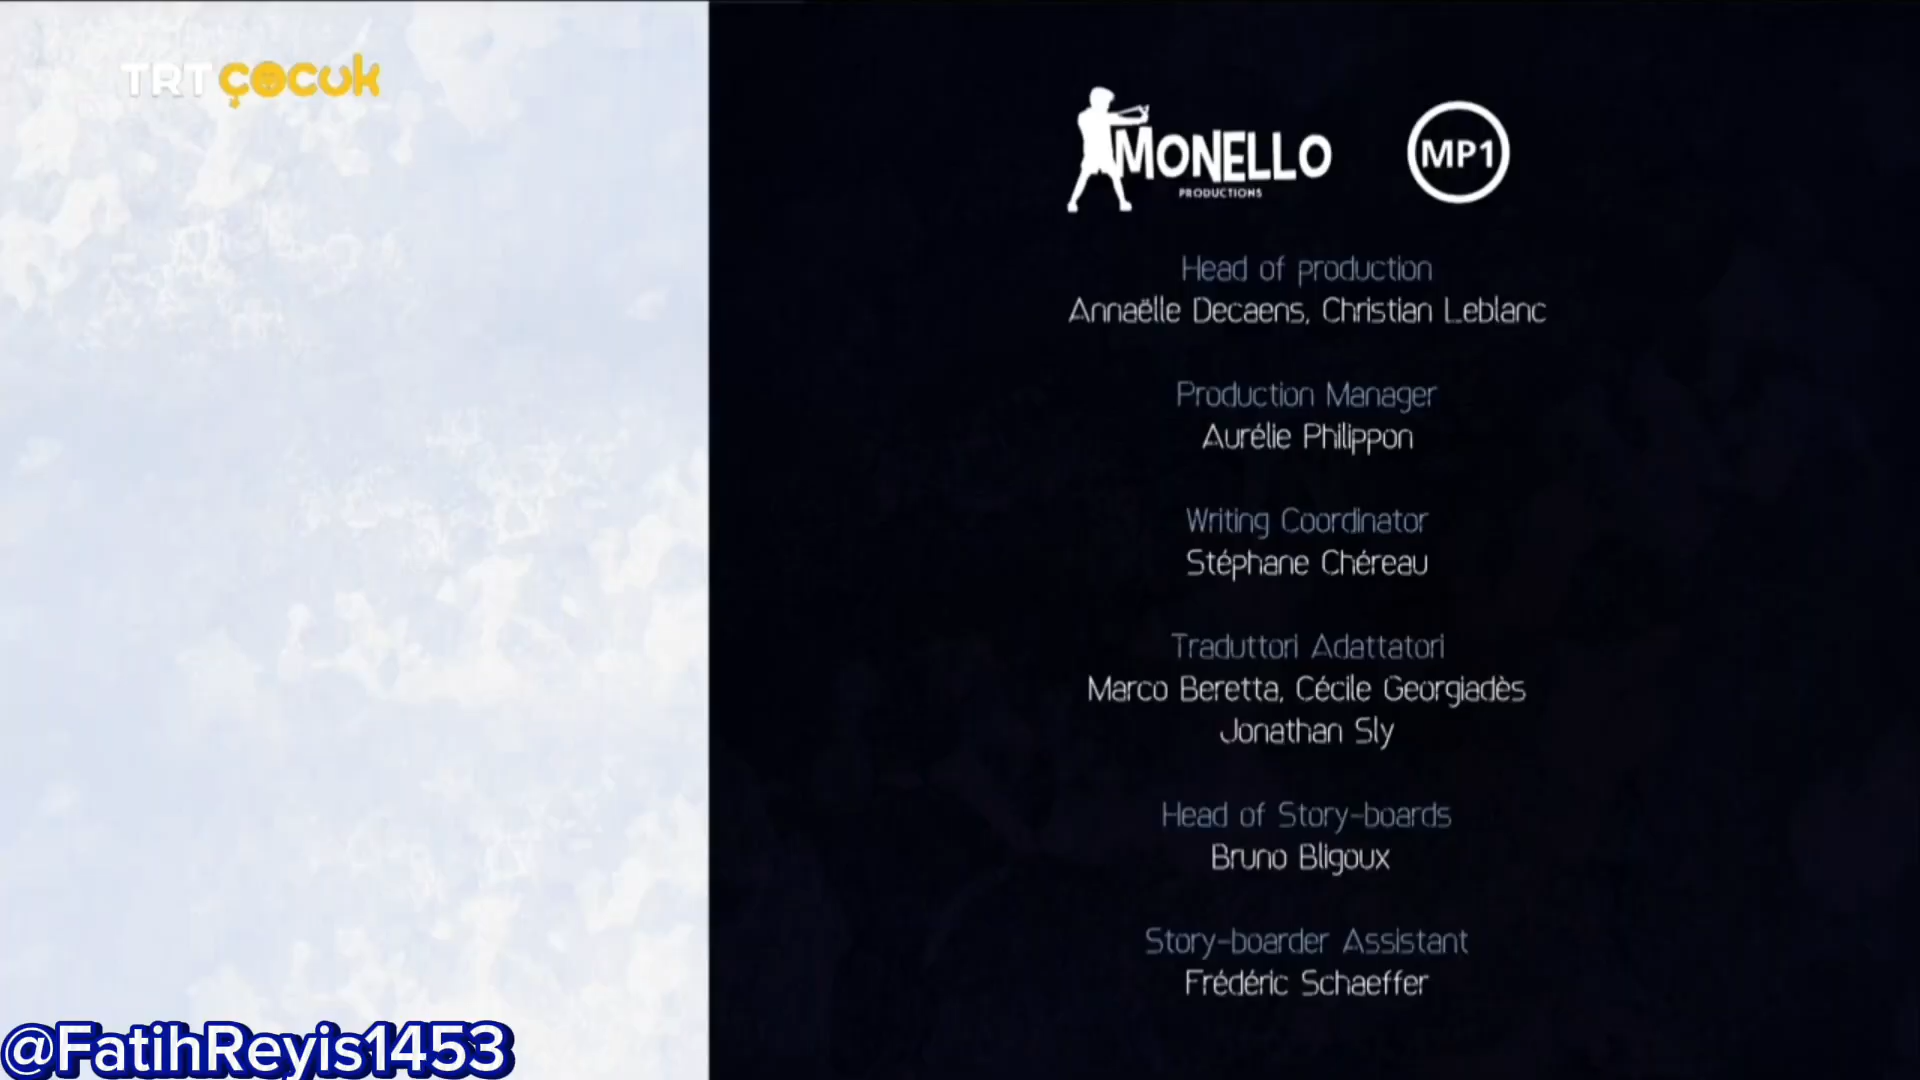 TRT çocuk
MONELLO
PRODUCTIONS
MP1
Head of production
Annaëlle Decaens, Christian Leblanc
Production Manager
Aurélie Philippon
Writing Coordinator
Stéphane Chéreau
Traduttori Adattatori
Marco Beretta, Cécile Georgiadès
Jonathan Sly
Head of Story-boards
Bruno Bligoux
Story-boarder Assistant
Frédéric Schaeffer
@FatihReyis1453